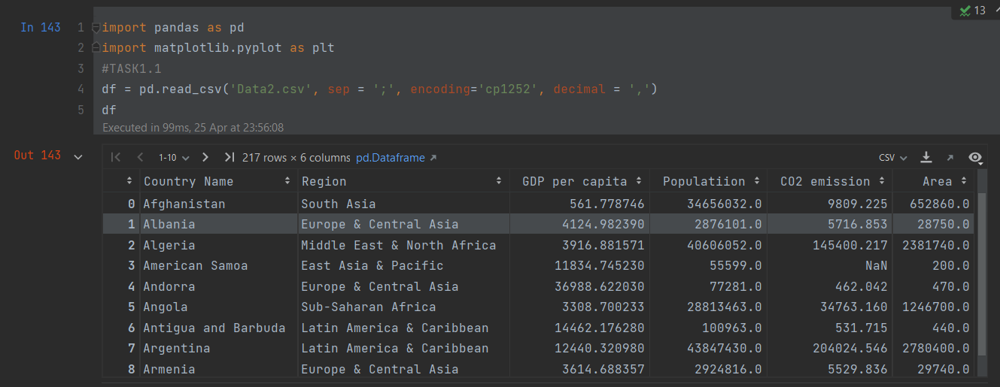 13
In 143
1 import pandas as pd
2 import matplotlib.pyplot as plt
3 #TASK1.1
4 df = pd.read_csv('Data2.csv', sep = ';', encoding='cp1252', decimal = ',')
5 df
Executed in 99ms, 25 Apr at 23:56:08
Out 143
1-10 217 rows × 6 columns pd.Dataframe CSV
Country Name Region GDP per capita Populatiion CO2 emission Area
0 Afghanistan South Asia 561.778746 34656032.0 9809.225 652860.0
1 Albania Europe & Central Asia 4124.982390 2876101.0 5716.853 28750.0
2 Algeria Middle East & North Africa 3916.881571 40606052.0 145400.217 2381740.0
3 American Samoa East Asia & Pacific 11834.745230 55599.0 NaN 200.0
4 Andorra Europe & Central Asia 36988.622030 77281.0 462.042 470.0
5 Angola Sub-Saharan Africa 3308.700233 28813463.0 34763.160 1246700.0
6 Antigua and Barbuda Latin America & Caribbean 14462.176280 100963.0 531.715 440.0
7 Argentina Latin America & Caribbean 12440.320980 43847430.0 204024.546 2780400.0
8 Armenia Europe & Central Asia 3614.688357 2924816.0 5529.836 29740.0